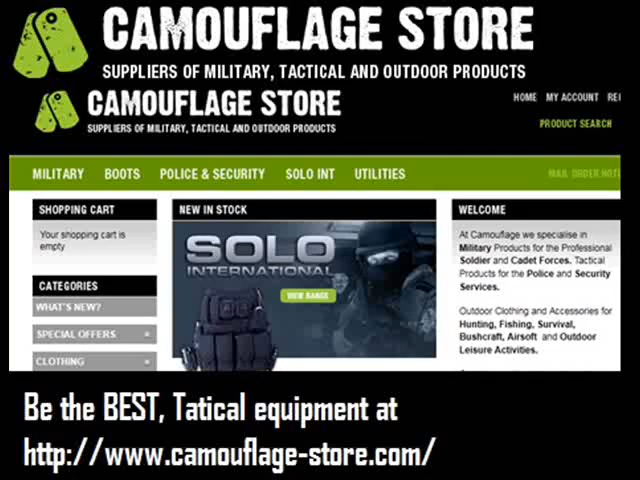 CAMOUFLAGE STORE
SUPPLIERS OF MILITARY, TACTICAL AND OUTDOOR PRODUCTS
CAMOUFLAGE STORE
SUPPLIERS OF MILITARY, TACTICAL AND OUTDOOR PRODUCTS
HOME MY ACCOUNT
PRODUCT SEARCH
MILITARY BOOTS POLICE & SECURITY SOLO INT UTILITIES
MAIL ORDER
SHOPPING CART
Your shopping cart is
empty
CATEGORIES
WHAT'S NEW?
SPECIAL OFFERS
CLOTHING
NEW IN STOCK
SOLO
INTERNATIONAL
VIEW RANGE
WELCOME
At Camouflage we specialise in
Military Products for the Professional
Soldier and Cadet Forces. Tactical
Products for the Police and Security
Services.
Outdoor Clothing and Accessories for
Hunting, Fishing, Survival,
Bushcraft, Airsoft and Outdoor
Leisure Activities.
Be the BEST, Tatical equipment at
http://www.camouflage-store.com/